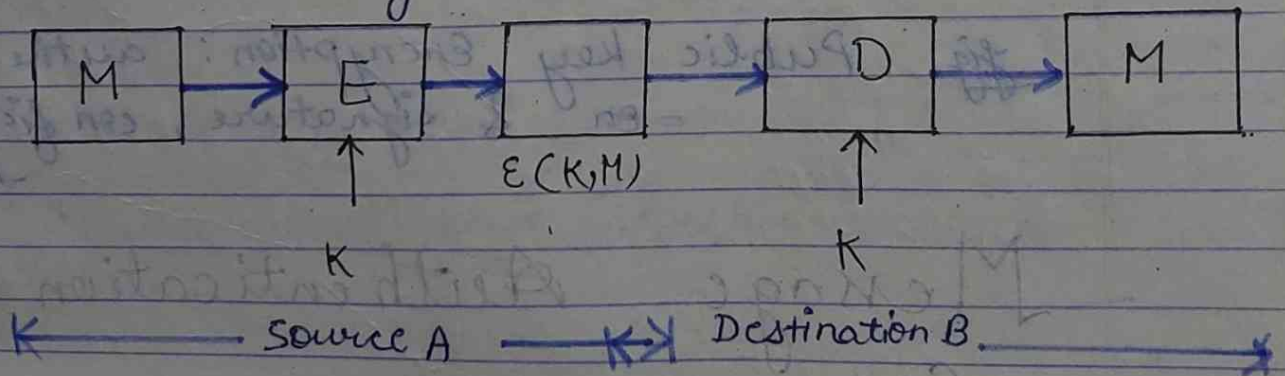 M E D M
ε(K,M)
K K
Source A Destination B.